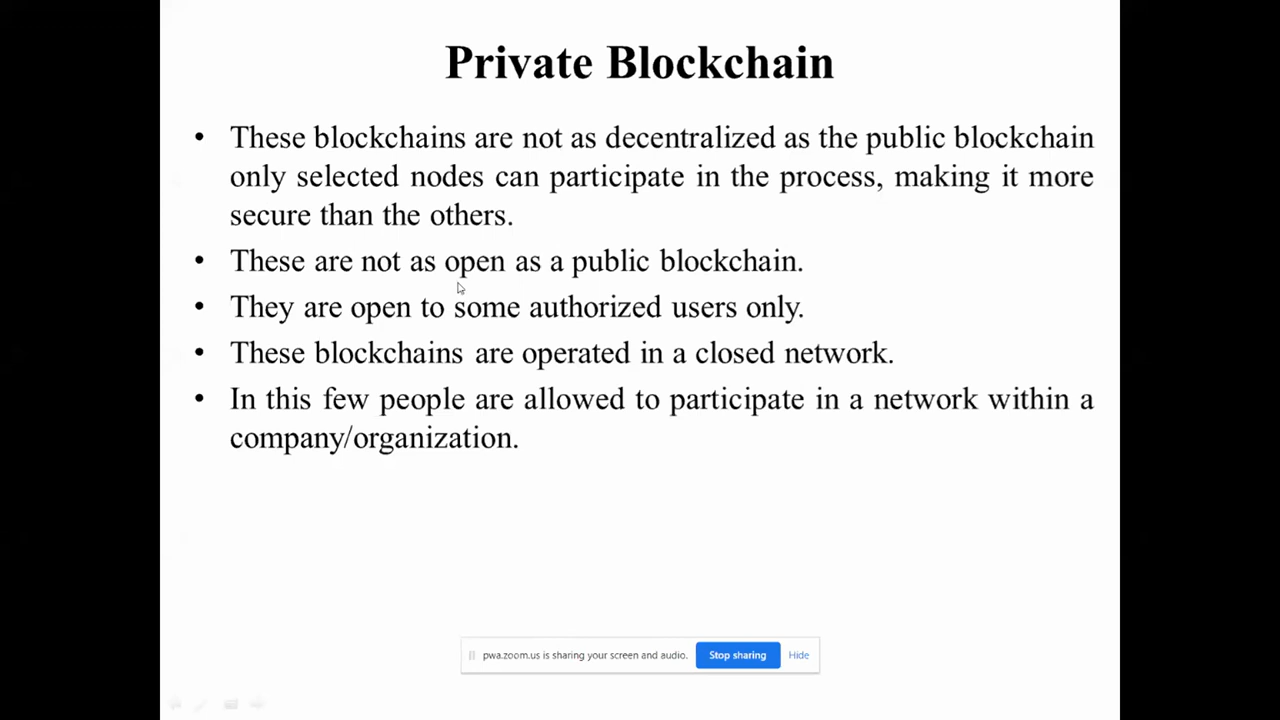 Private Blockchain
• These blockchains are not as decentralized as the public blockchain
only selected nodes can participate in the process, making it more
secure than the others.
• These are not as open as a public blockchain.
• They are open to some authorized users only.
• These blockchains are operated in a closed network.
• In this few people are allowed to participate in a network within a
company/organization.
pwa.zoom.us is sharing your screen and audio. Stop sharing Hide